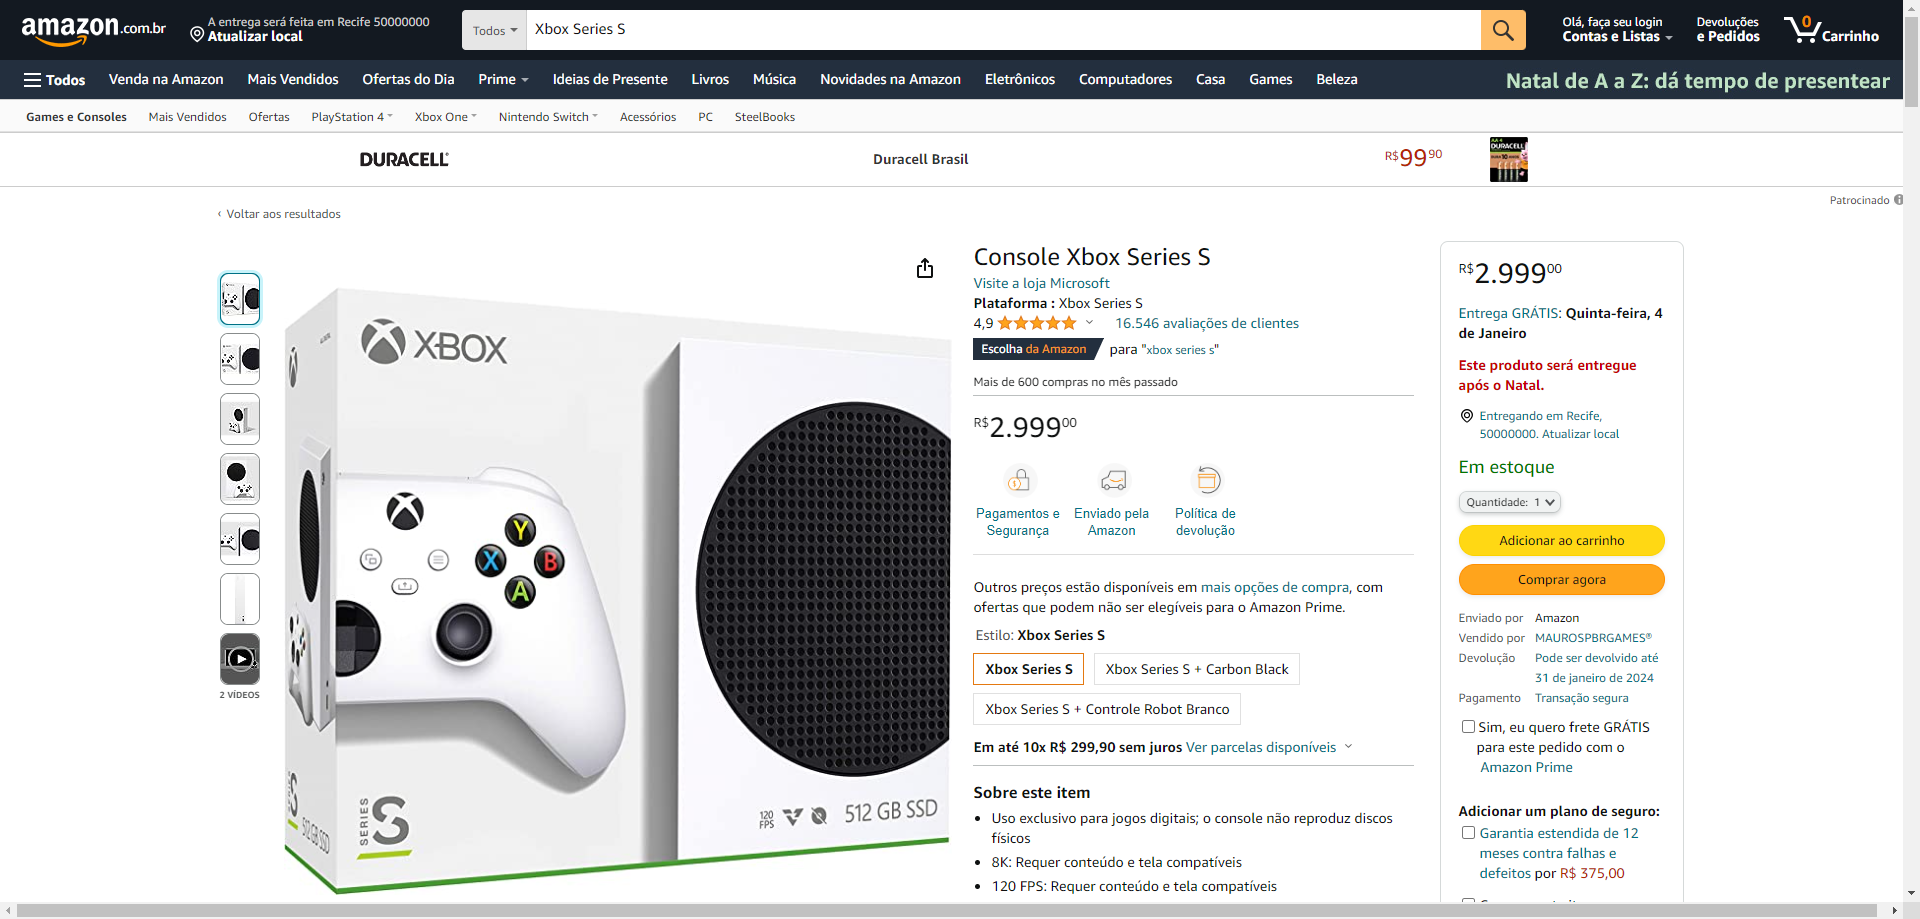 amazon.com.br
A entrega será feita em Recife 50000000
Atualizar local
Todos
Xbox Series S
Olá, faça seu login
Contas e Listas
Devoluções
e Pedidos
0
Carrinho
Todos
Venda na Amazon
Mais Vendidos
Ofertas do Dia
Prime
Ideias de Presente
Livros
Música
Novidades na Amazon
Eletrônicos
Computadores
Casa
Games
Beleza
Natal de A a Z: dá tempo de presentear
Games e Consoles
Mais Vendidos
Ofertas
PlayStation 4
Xbox One
Nintendo Switch
Acessórios
PC
SteelBooks
DURACELL
Duracell Brasil
R$99 90
DURACELL
Patrocinado
‹ Voltar aos resultados
2 VÍDEOS
XBOX
Y
X
B
A
SERIES
S
120
FPS
512 GB SSD
S
512 GB SSD
Console Xbox Series S
Visite a loja Microsoft
Plataforma : Xbox Series S
4,9
16.546 avaliações de clientes
Escolha da Amazon para "xbox series s"
Mais de 600 compras no mês passado
R$2.999 00
Pagamentos e
Segurança
Enviado pela
Amazon
Política de
devolução
Outros preços estão disponíveis em mais opções de compra, com
ofertas que podem não ser elegíveis para o Amazon Prime.
Estilo: Xbox Series S
Xbox Series S
Xbox Series S + Carbon Black
Xbox Series S + Controle Robot Branco
Em até 10x R$ 299,90 sem juros Ver parcelas disponíveis
Sobre este item
• Uso exclusivo para jogos digitais; o console não reproduz discos
físicos
• 8K: Requer conteúdo e tela compatíveis
• 120 FPS: Requer conteúdo e tela compatíveis
R$2.999 00
Entrega GRÁTIS: Quinta-feira, 4
de Janeiro
Este produto será entregue
após o Natal.
Entregando em Recife,
50000000. Atualizar local
Em estoque
Quantidade: 1
Adicionar ao carrinho
Comprar agora
Enviado por Amazon
Vendido por MAUROSPBRGAMES®
Devolução Pode ser devolvido até
31 de janeiro de 2024
Pagamento Transação segura
Sim, eu quero frete GRÁTIS
para este pedido com o
Amazon Prime
Adicionar um plano de seguro:
Garantia estendida de 12
meses contra falhas e
defeitos por R$ 375,00